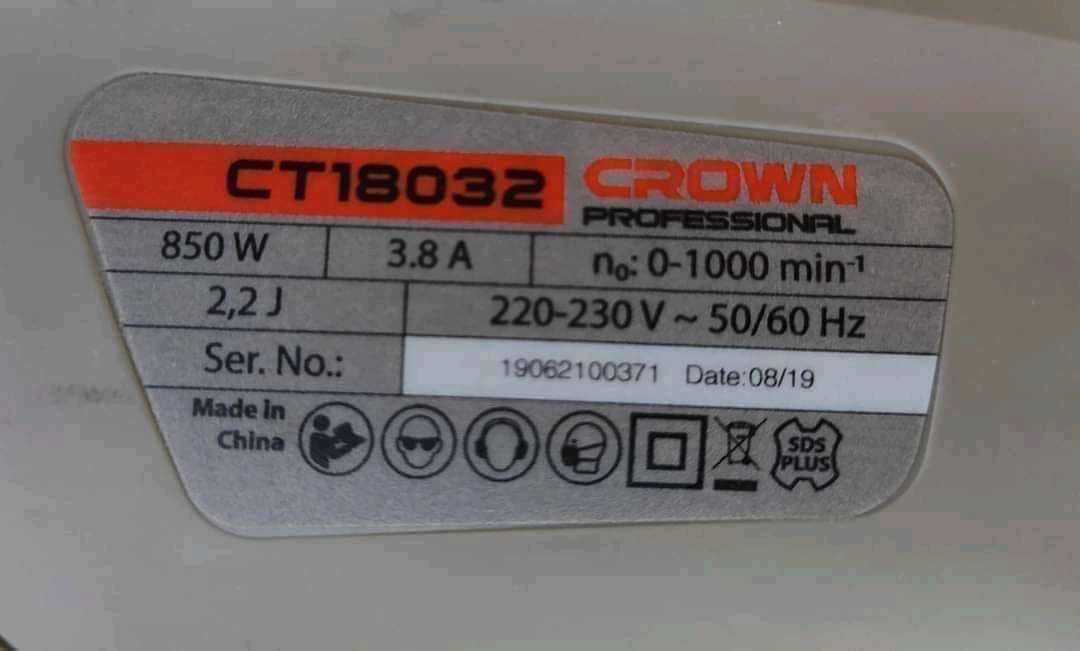 CT18032 CROWN
PROFESSIONAL
850 W 3.8 A n₀: 0-1000 min⁻¹
2,2 J 220-230 V ~ 50/60 Hz
Ser. No.: 19062100371 Date:08/19
Made in
China
SDS
PLUS